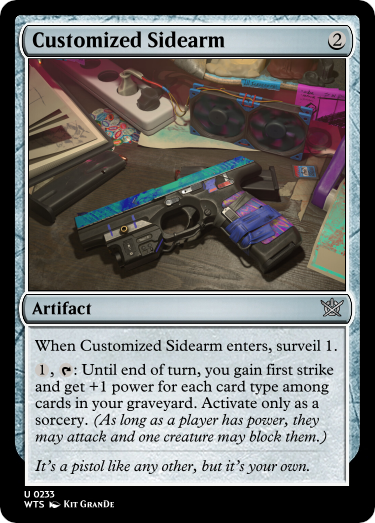 Customized Sidearm 2
Artifact
When Customized Sidearm enters, surveil 1.
1, : Until end of turn, you gain first strike
and get +1 power for each card type among
cards in your graveyard. Activate only as a
sorcery. (As long as a player has power, they
may attack and one creature may block them.)
It's a pistol like any other, but it's your own.
U 0233
WTS KIT GRANDE